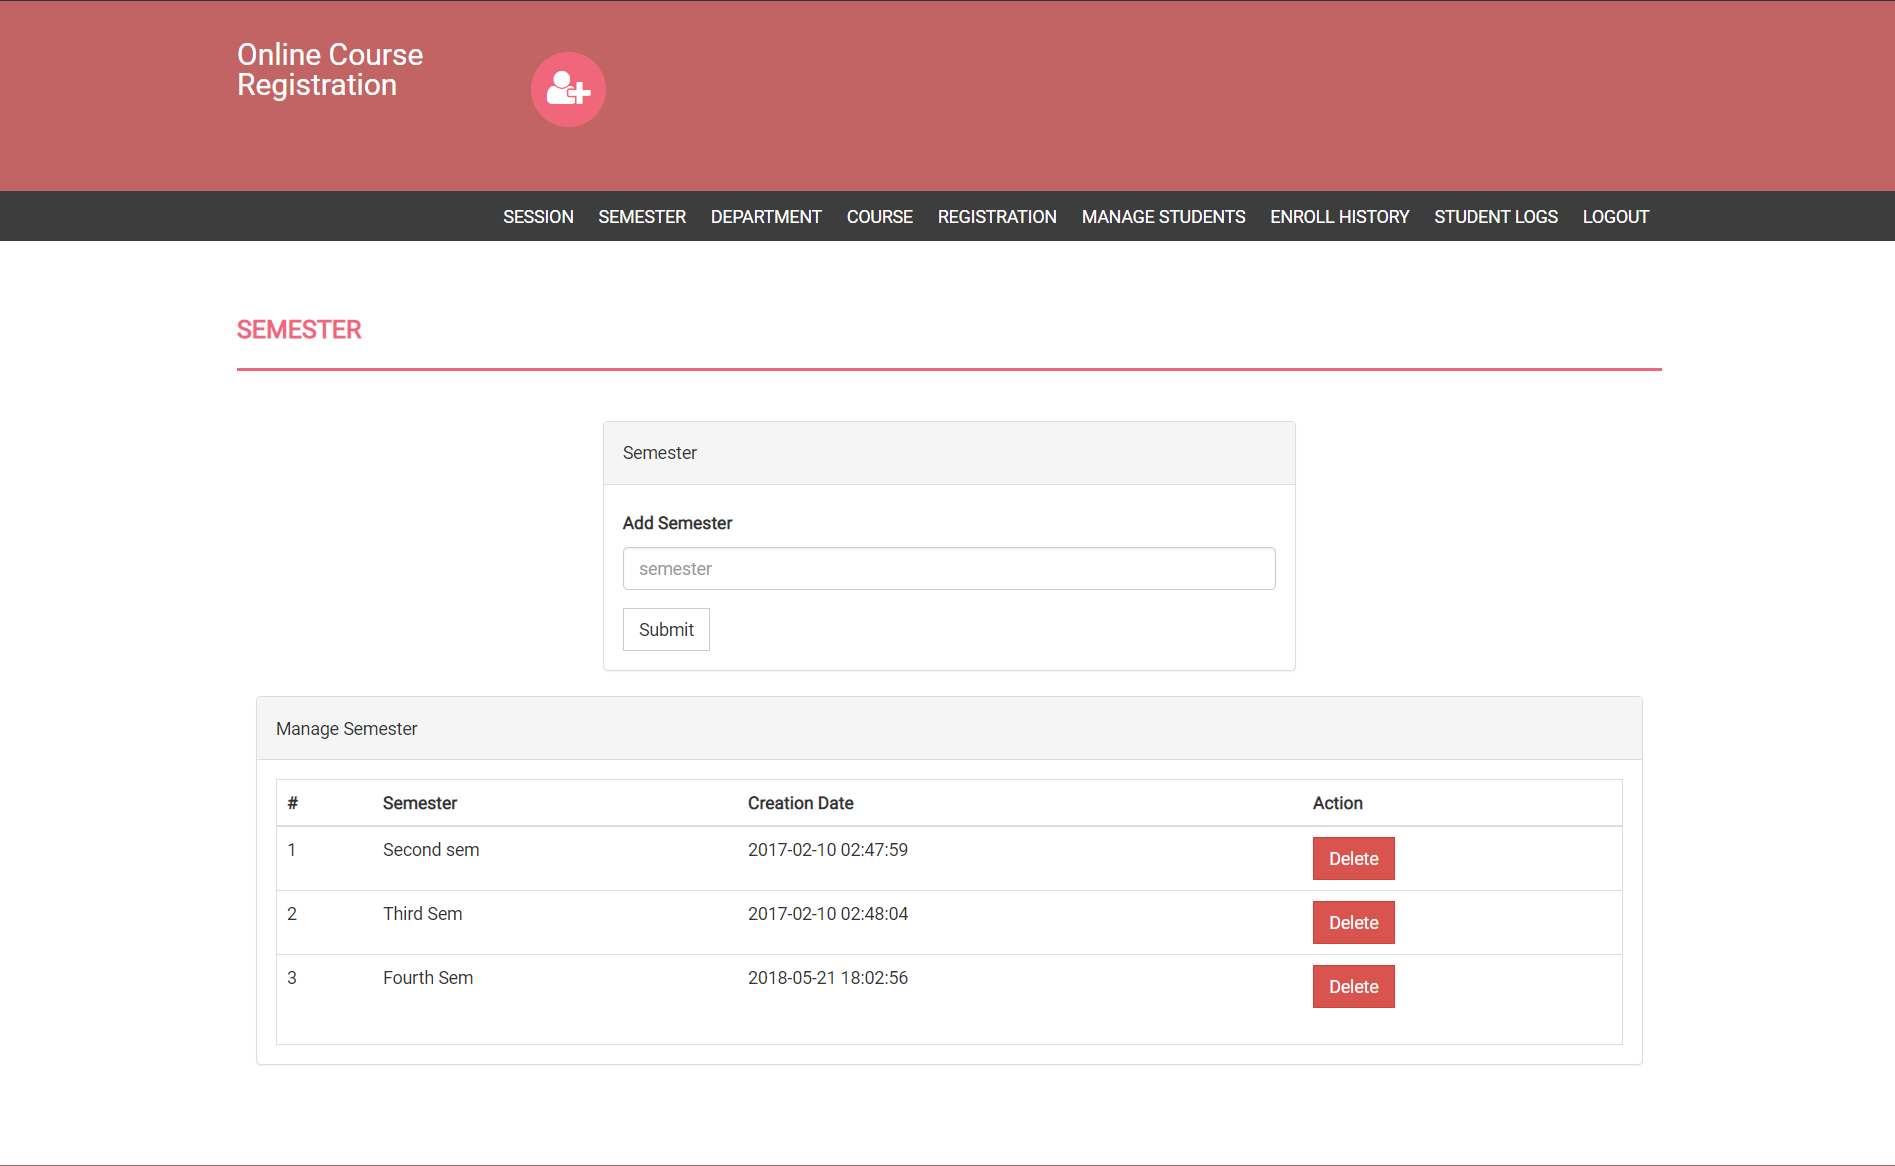 Online Course
Registration
SESSION SEMESTER DEPARTMENT COURSE REGISTRATION MANAGE STUDENTS ENROLL HISTORY STUDENT LOGS LOGOUT
SEMESTER
Semester
Add Semester
semester
Submit
Manage Semester
# Semester Creation Date Action
1 Second sem 2017-02-10 02:47:59 Delete
2 Third Sem 2017-02-10 02:48:04 Delete
3 Fourth Sem 2018-05-21 18:02:56 Delete